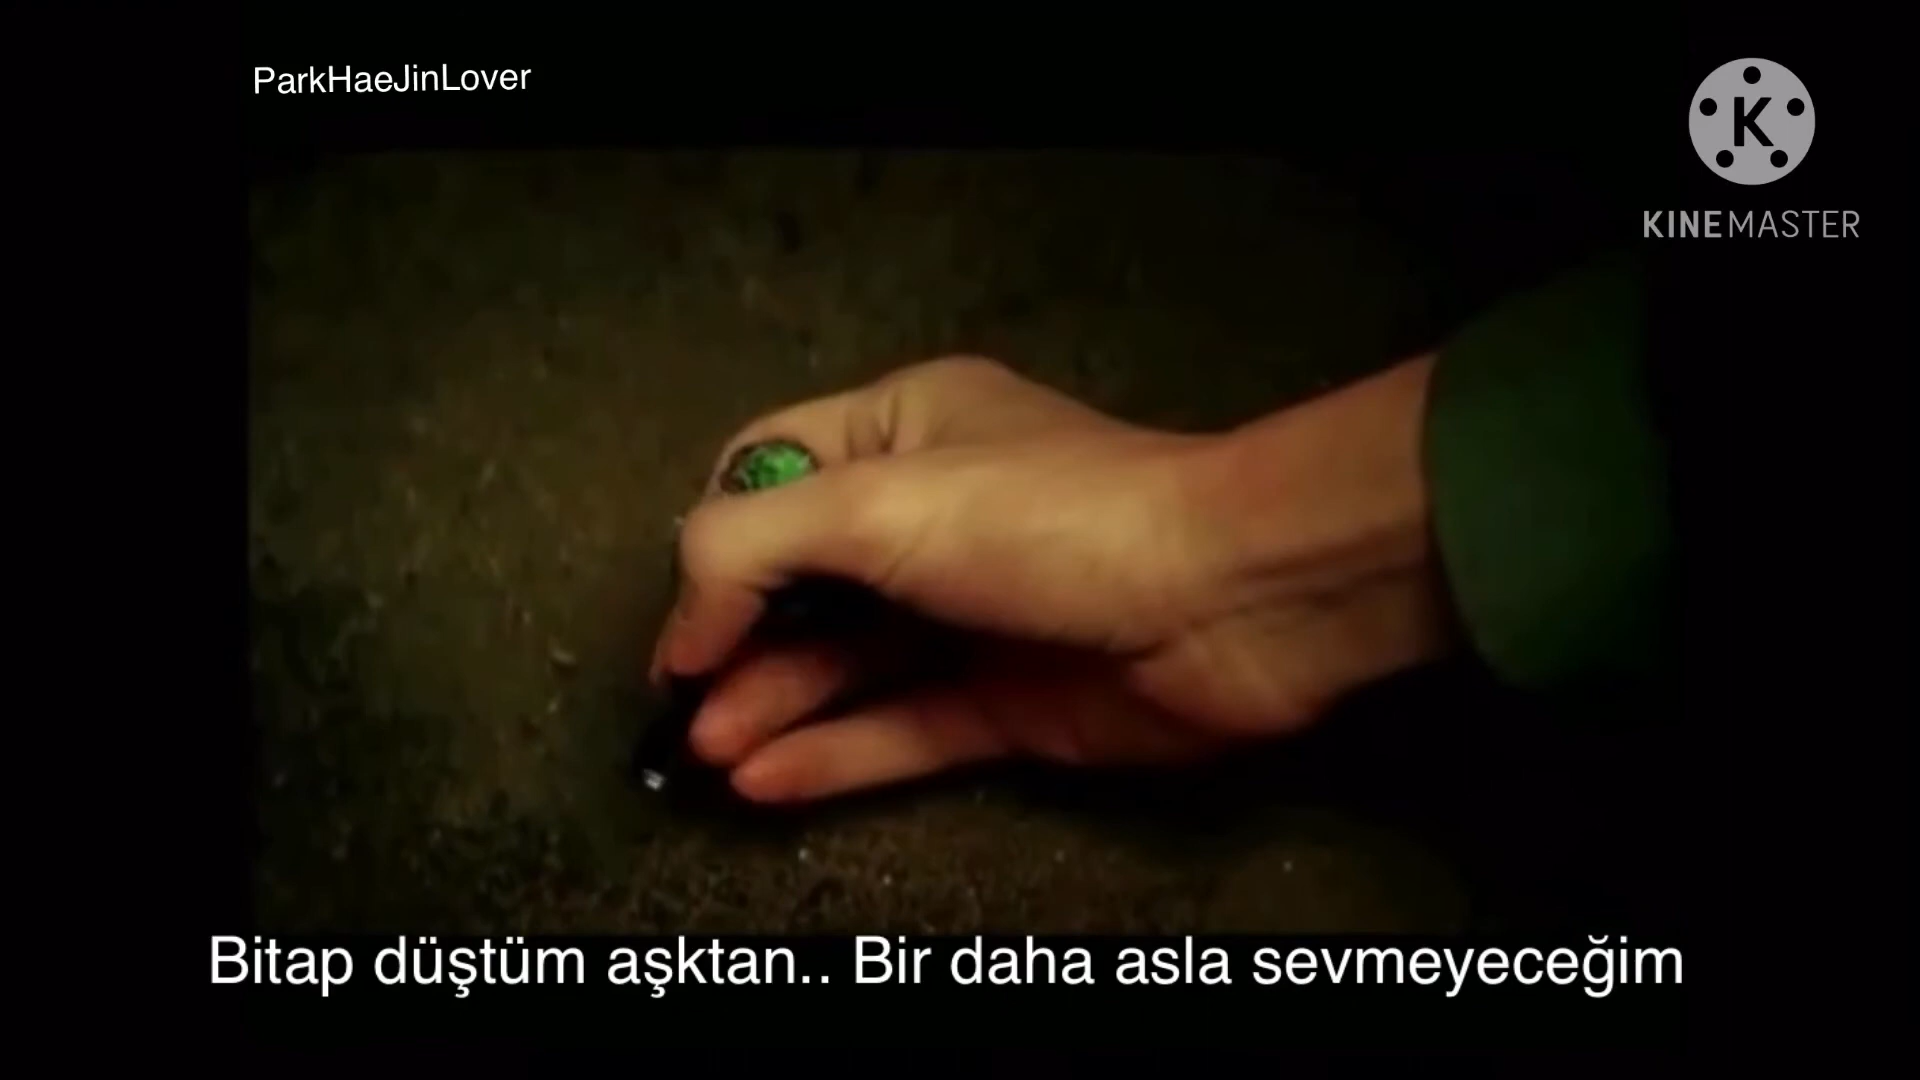 ParkHaeJinLover
K
KINEMASTER
Bitap düştüm aşktan.. Bir daha asla sevmeyeceğim